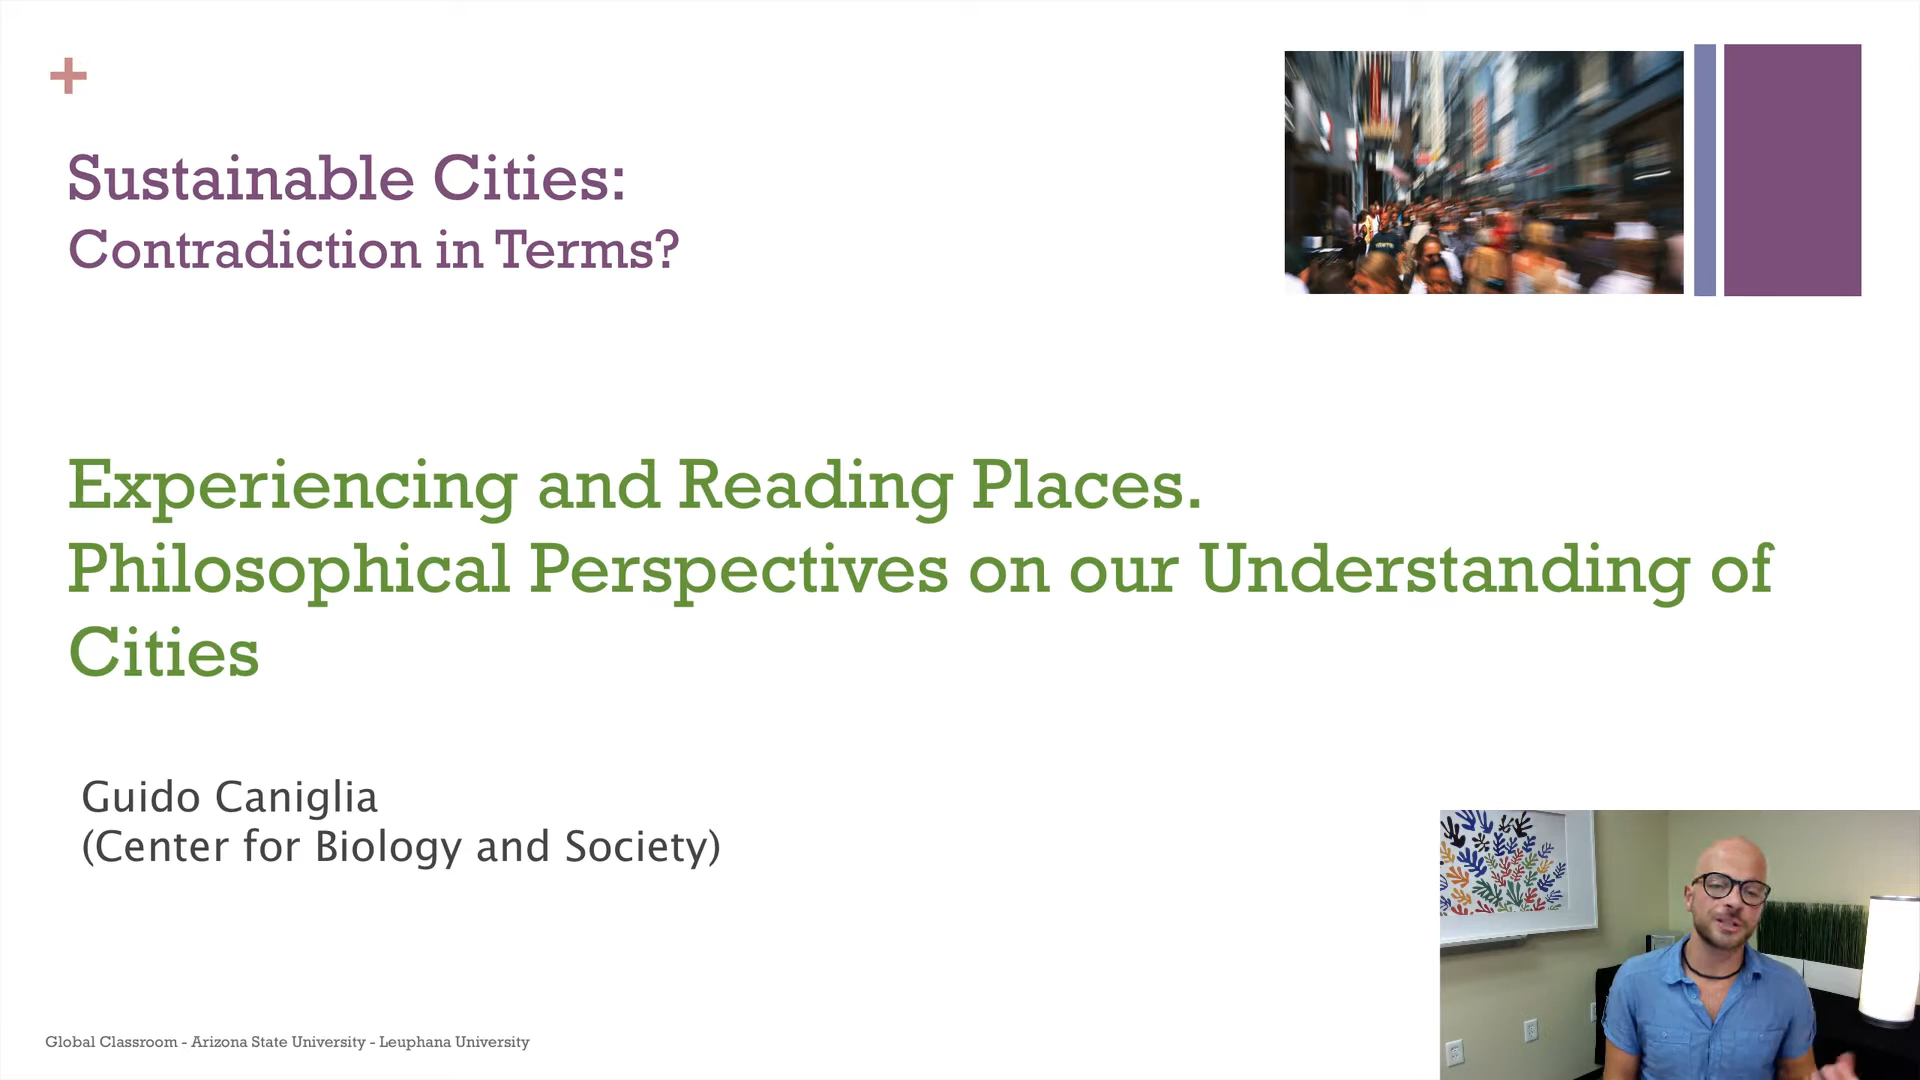 Sustainable Cities:
Contradiction in Terms?
Experiencing and Reading Places.
Philosophical Perspectives on our Understanding of
Cities
Guido Caniglia
(Center for Biology and Society)
Global Classroom - Arizona State University - Leuphana University